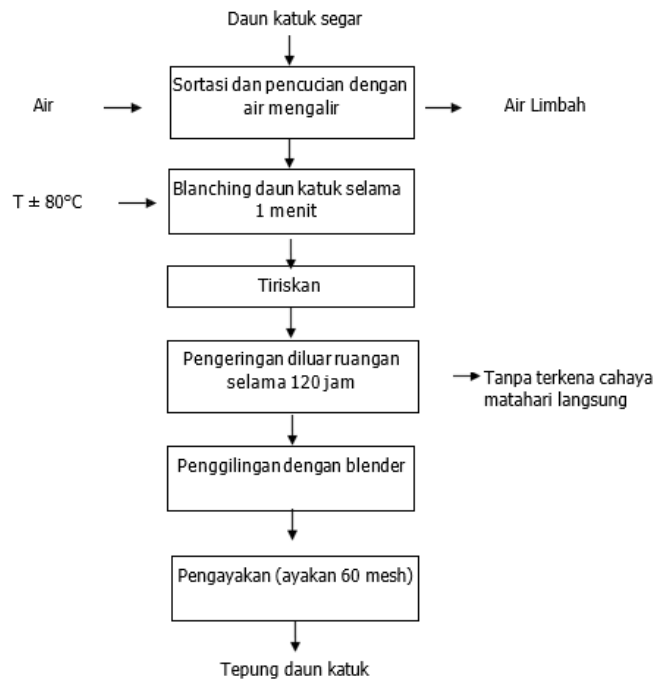 Daun katuk segar
Sortasi dan pencucian dengan
air mengalir
Air
Air Limbah
Blanching daun katuk selama
1 menit
T ± 80°C
Tiriskan
Pengeringan diluar ruangan
selama 120 jam
Tanpa terkena cahaya
matahari langsung
Penggilingan dengan blender
Pengayakan (ayakan 60 mesh)
Tepung daun katuk